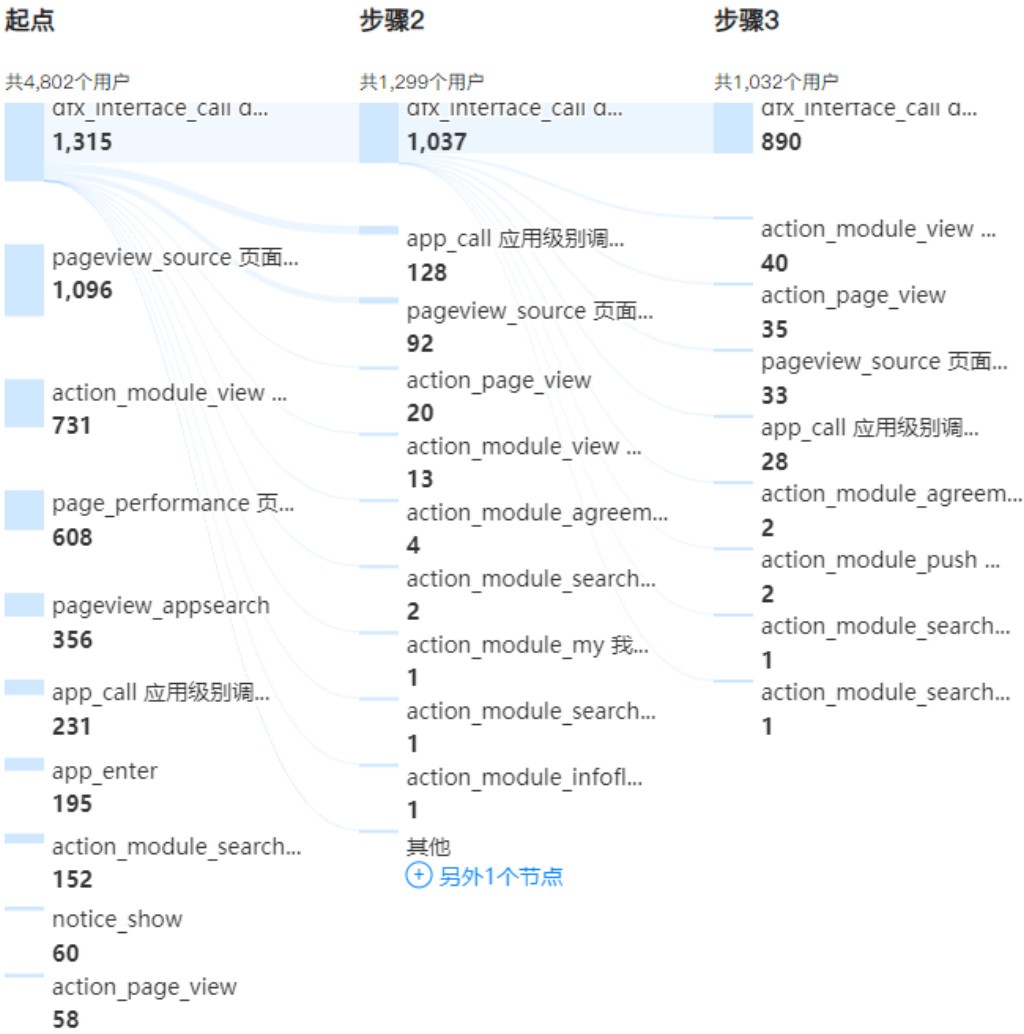 起点
共4,802个用户
dfx_interface_call d...
1,315
pageview_source 页面...
1,096
action_module_view ...
731
page_performance 页...
608
pageview_appsearch
356
app_call 应用级别调...
231
app_enter
195
action_module_search...
152
notice_show
60
action_page_view
58
步骤2
共1,299个用户
dfx_interface_call d...
1,037
app_call 应用级别调...
128
pageview_source 页面...
92
action_page_view
20
action_module_view ...
13
action_module_agreem...
4
action_module_search...
2
action_module_my 我...
1
action_module_search...
1
action_module_infofl...
1
其他
另外1个节点
步骤3
共1,032个用户
dfx_interface_call d...
890
action_module_view ...
40
action_page_view
35
pageview_source 页面...
33
app_call 应用级别调...
28
action_module_agreem...
2
action_module_push ...
2
action_module_search...
1
action_module_search...
1